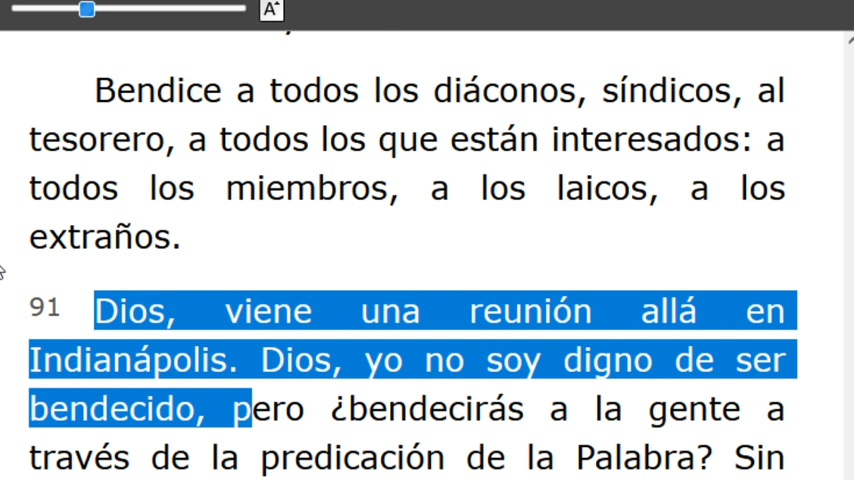 A
Bendice a todos los diáconos, síndicos, al
tesorero, a todos los que están interesados: a
todos los miembros, a los laicos, a los
extraños.
91 Dios, viene una reunión allá en
Indianápolis. Dios, yo no soy digno de ser
bendecido, pero ¿bendecirás a la gente a
través de la predicación de la Palabra? Sin